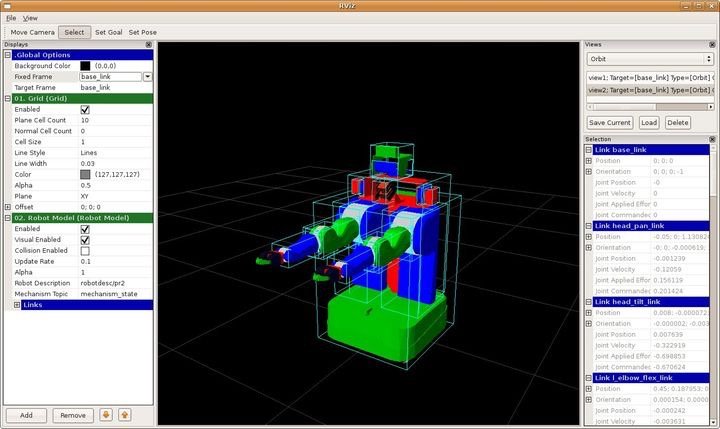 RViz
File View
Move Camera Select Set Goal Set Pose
Displays
.Global Options
Background Color (0,0,0)
Fixed Frame base_link
Target Frame base_link
01. Grid (Grid)
Enabled
Plane Cell Count 10
Normal Cell Count 0
Cell Size 1
Line Style Lines
Line Width 0.03
Color (127,127,127)
Alpha 0.5
Plane XY
Offset 0; 0; 0
02. Robot Model (Robot Model)
Enabled
Visual Enabled
Collision Enabled
Update Rate 0.1
Alpha 1
Robot Description robotdesc/pr2
Mechanism Topic mechanism_state
Links
Add Remove
Views
Orbit
view1; Target=[base_link] Type=[Orbit]
view2; Target=[base_link] Type=[Orbit]
Save Current Load Delete
Selection
Link base_link
Position 0; 0; 0
Orientation 0; 0; 0; -1
Joint Position -0
Joint Velocity 0
Joint Applied Effor 0
Joint Commanded 0
Link head_pan_link
Position -0.05; 0; 1.130824
Orientation -0; 0; -0.000619;
Joint Position -0.001239
Joint Velocity -0.12059
Joint Applied Effor 0.156119
Joint Commanded 0.201424
Link head_tilt_link
Position 0.008; -0.000072
Orientation -0.000002; -0.003
Joint Position 0.007639
Joint Velocity -0.322919
Joint Applied Effor -0.698853
Joint Commanded -0.670624
Link l_elbow_flex_link
Position 0.45; 0.187653; 0
Orientation 0.000154; 0.0000
Joint Position -0.000242
Joint Velocity -0.003631